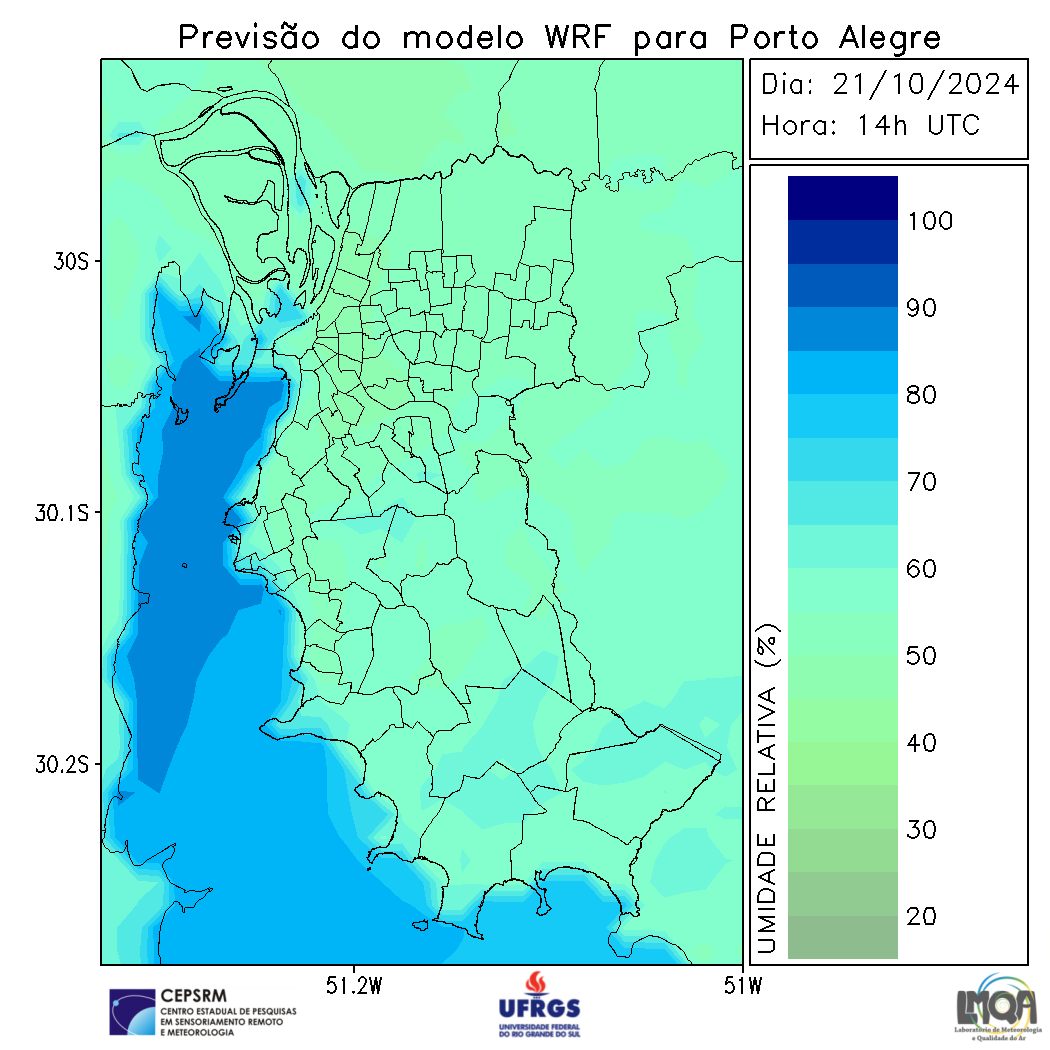 Previsão do modelo WRF para Porto Alegre
Dia: 21/10/2024
Hora: 14h UTC
30S
30.1S
30.2S
51.2W
51W
UMIDADE RELATIVA (%)
100
90
80
70
60
50
40
30
20
CEPSRM
CENTRO ESTADUAL DE PESQUISAS
EM SENSORIAMENTO REMOTO
E METEOROLOGIA
UFRGS
UNIVERSIDADE FEDERAL
DO RIO GRANDE DO SUL
LMQA
Laboratório de Meteorologia
e Qualidade do Ar